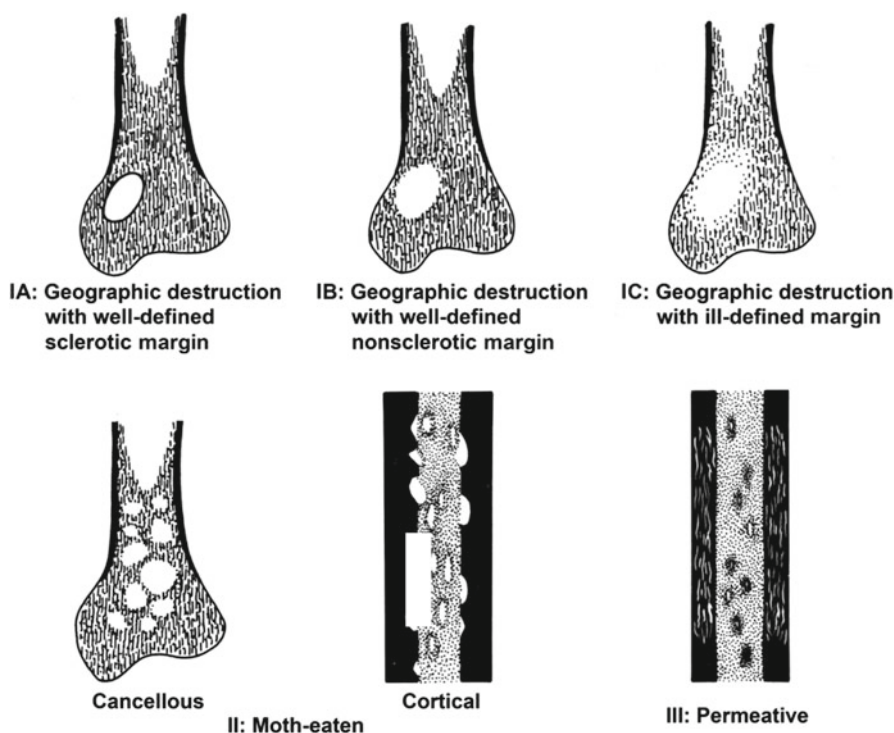 IA: Geographic destruction
with well-defined
sclerotic margin
IB: Geographic destruction
with well-defined
nonsclerotic margin
IC: Geographic destruction
with ill-defined margin
Cancellous
Cortical
II: Moth-eaten
III: Permeative